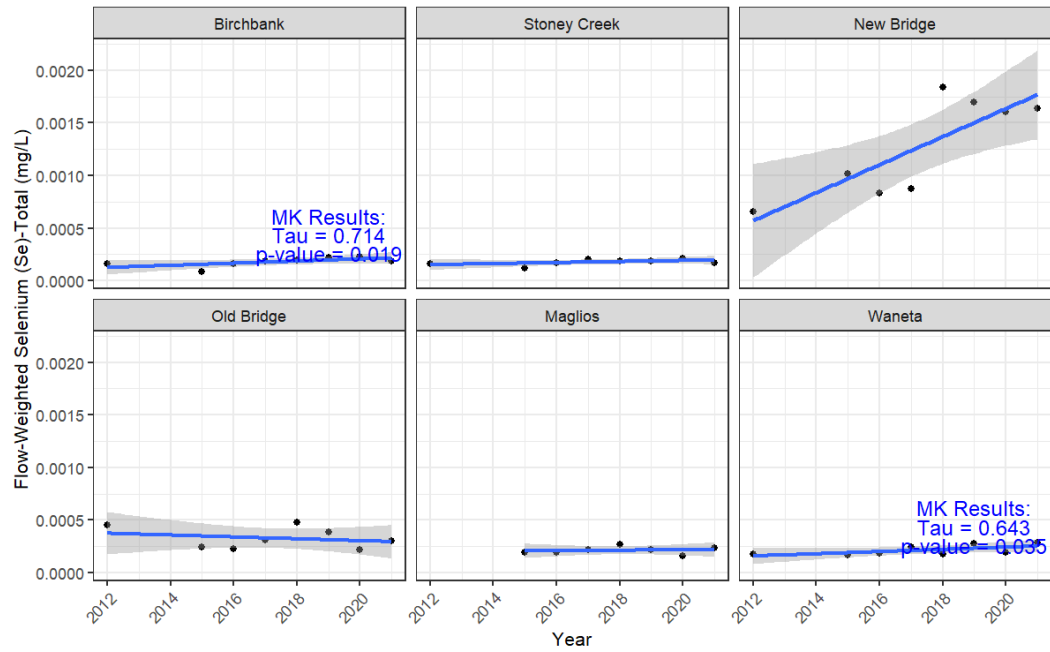 Birchbank
Stoney Creek
New Bridge
0.0020
0.0015
0.0010
0.0005
0.0000
MK Results:
Tau = 0.714
p-value = 0.019
Old Bridge
Maglios
Waneta
0.0020
0.0015
0.0010
0.0005
0.0000
MK Results:
Tau = 0.643
p-value = 0.035
2012
2014
2016
2018
2020
2012
2014
2016
2018
2020
2012
2014
2016
2018
2020
Year
Flow-Weighted Selenium (Se)-Total (mg/L)